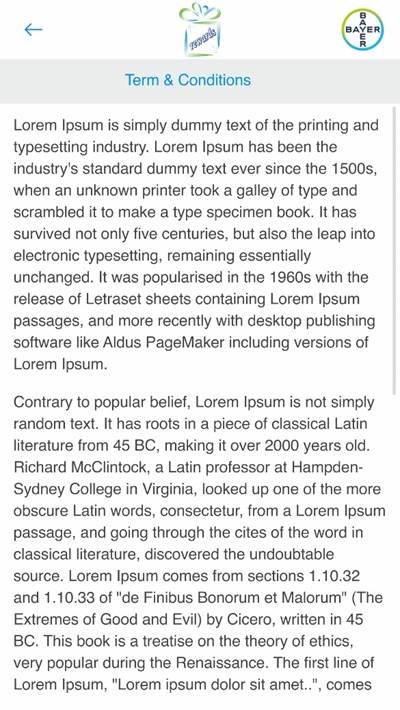 rewards
BAYER
BAYER
Term & Conditions
Lorem Ipsum is simply dummy text of the printing and
typesetting industry. Lorem Ipsum has been the
industry's standard dummy text ever since the 1500s,
when an unknown printer took a galley of type and
scrambled it to make a type specimen book. It has
survived not only five centuries, but also the leap into
electronic typesetting, remaining essentially
unchanged. It was popularised in the 1960s with the
release of Letraset sheets containing Lorem Ipsum
passages, and more recently with desktop publishing
software like Aldus PageMaker including versions of
Lorem Ipsum.
Contrary to popular belief, Lorem Ipsum is not simply
random text. It has roots in a piece of classical Latin
literature from 45 BC, making it over 2000 years old.
Richard McClintock, a Latin professor at Hampden-
Sydney College in Virginia, looked up one of the more
obscure Latin words, consectetur, from a Lorem Ipsum
passage, and going through the cites of the word in
classical literature, discovered the undoubtable
source. Lorem Ipsum comes from sections 1.10.32
and 1.10.33 of "de Finibus Bonorum et Malorum" (The
Extremes of Good and Evil) by Cicero, written in 45
BC. This book is a treatise on the theory of ethics,
very popular during the Renaissance. The first line of
Lorem Ipsum, "Lorem ipsum dolor sit amet..", comes